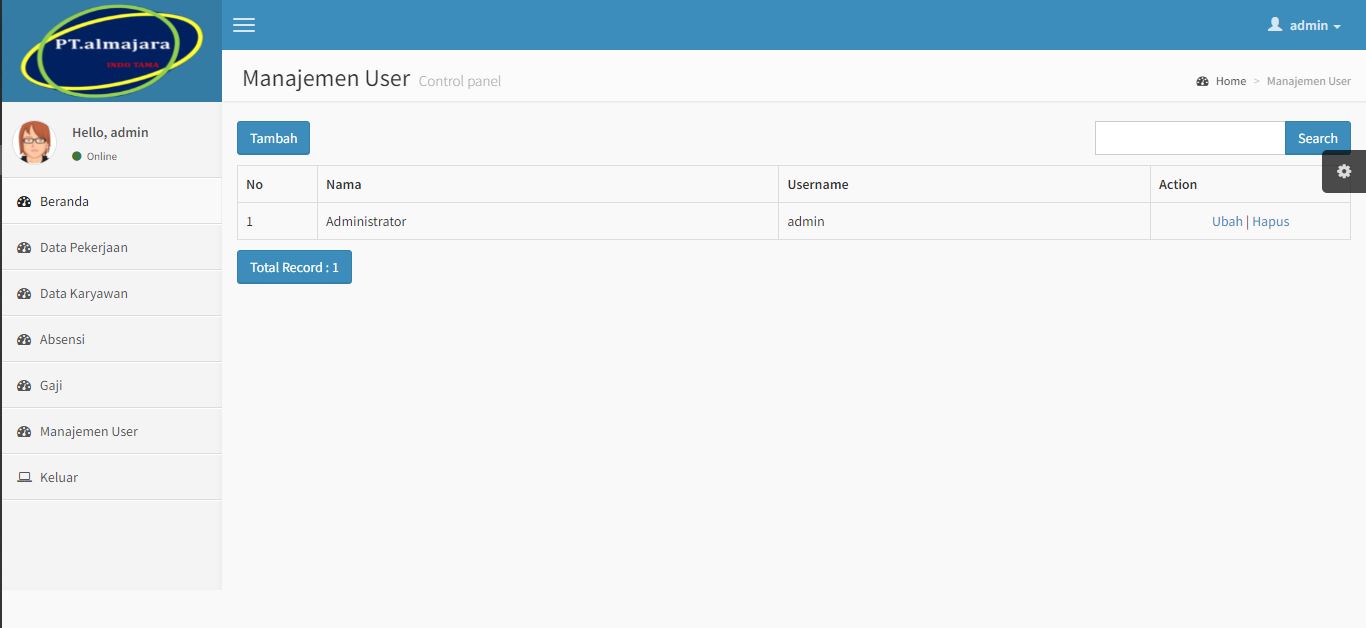 PT.almajara
INDO TAMA
admin
Manajemen User Control panel
Home > Manajemen User
Hello, admin
Online
Beranda
Data Pekerjaan
Data Karyawan
Absensi
Gaji
Manajemen User
Keluar
Tambah
Search
No Nama Username Action
1 Administrator admin Ubah | Hapus
Total Record : 1